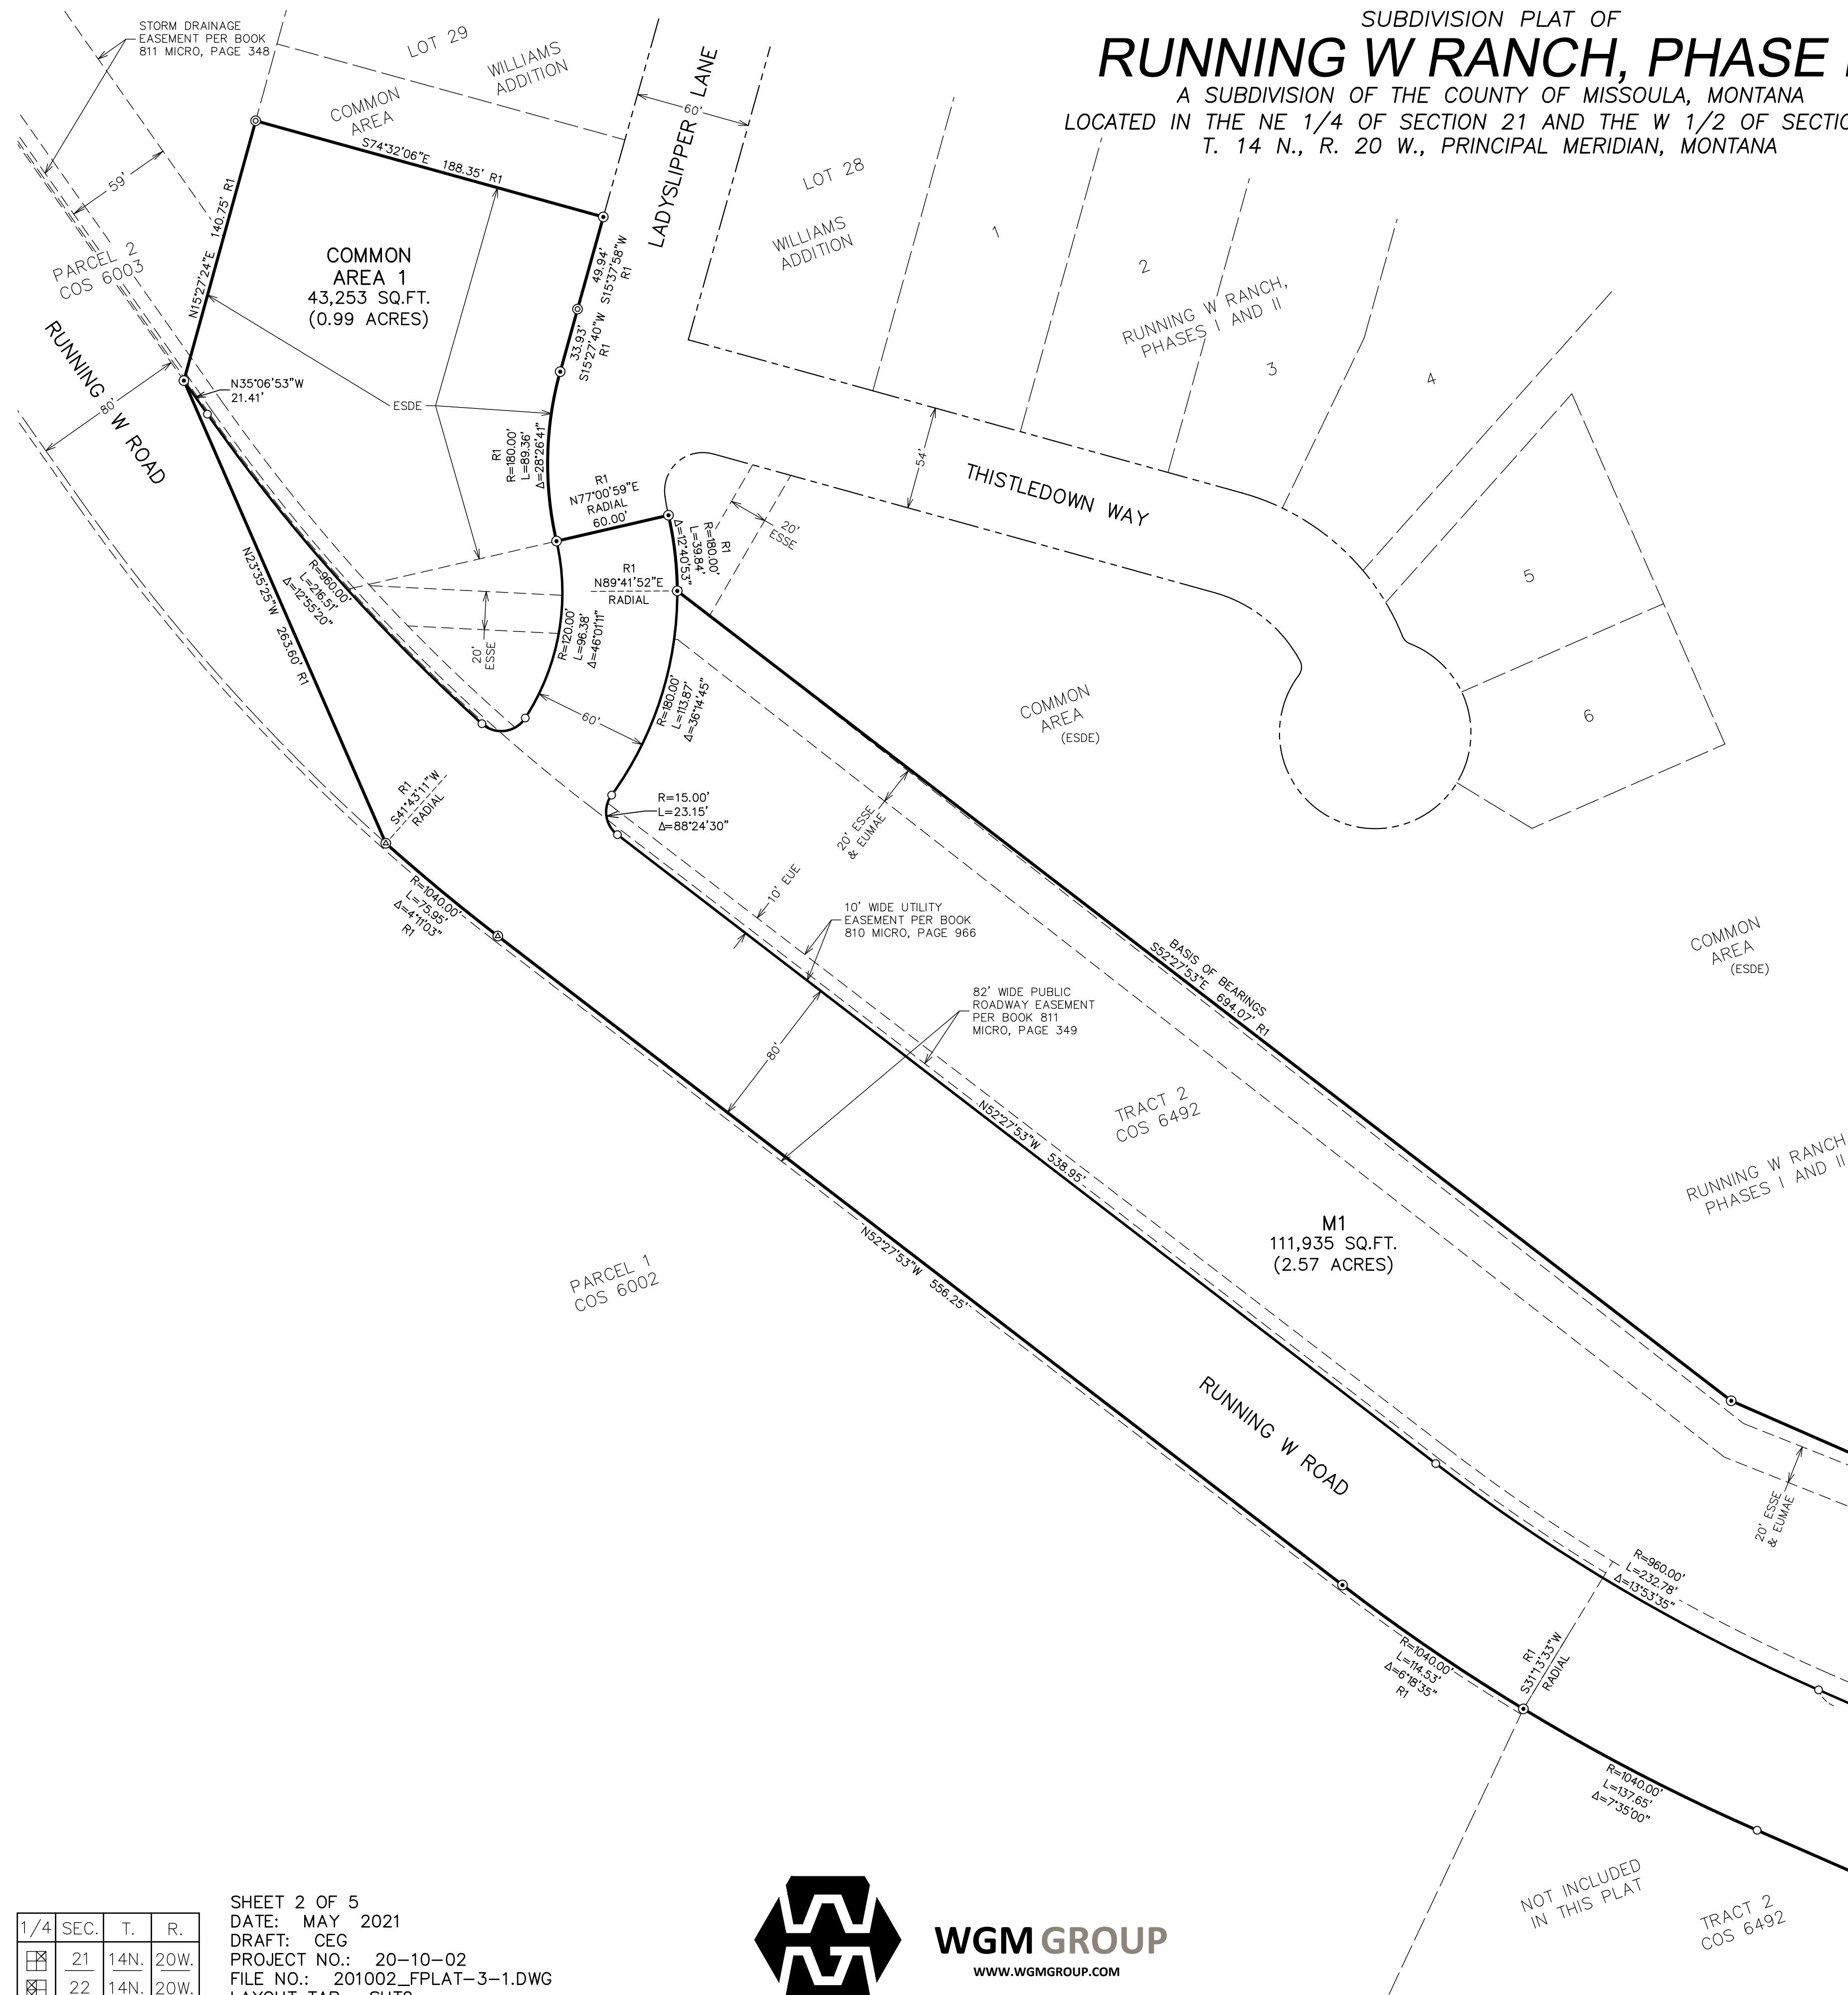 SUBDIVISION PLAT OF
RUNNING W RANCH, PHASE
A SUBDIVISION OF THE COUNTY OF MISSOULA, MONTANA
LOCATED IN THE NE 1/4 OF SECTION 21 AND THE W 1/2 OF
T. 14 N., R. 20 W., PRINCIPAL MERIDIAN, MONTANA
STORM DRAINAGE
EASEMENT PER BOOK
811 MICRO, PAGE 348
LOT 29
WILLIAMS
ADDITION
COMMON
AREA
LADYSLIPPER LANE
60'
S74°32'06"E 188.35' R1
59'
N15°27'24"E 140.75' R1
PARCEL 2
COS 6003
COMMON
AREA 1
43,253 SQ.FT.
(0.99 ACRES)
49.94'
S15°37'58"W
R1
33.93'
S15°27'40"W
R1
LOT 28
WILLIAMS
ADDITION
1
2
RUNNING W RANCH,
PHASES I AND II
3
4
5
6
RUNNING W ROAD
80'
N35°06'53"W
21.41'
ESDE
R1
R=180.00'
L=89.36'
Δ=28°26'41"
R1
N77°00'59"E
RADIAL
60.00'
R1
R=180.00'
L=39.84'
Δ=12°40'53"
20'
ESSE
54'
THISTLEDOWN WAY
N23°35'25"W 263.60' R1
R=960.00'
L=216.51'
Δ=12°55'20"
R1
N89°41'52"E
RADIAL
20'
ESSE
R=120.00'
L=96.38'
Δ=46°01'11"
60'
R=180.00'
L=113.87'
Δ=36°14'45"
COMMON
AREA
(ESDE)
R1
S41°43'11"W
RADIAL
R=15.00'
L=23.15'
Δ=88°24'30"
20' ESSE
& EUMAE
R=1040.00'
L=75.95'
Δ=4°11'03"
R1
10' EUE
10' WIDE UTILITY
EASEMENT PER BOOK
810 MICRO, PAGE 966
COMMON
AREA
(ESDE)
BASIS OF BEARINGS
S52°27'53"E 694.07' R1
82' WIDE PUBLIC
ROADWAY EASEMENT
PER BOOK 811
MICRO, PAGE 349
80'
TRACT 2
COS 6492
N52°27'53"W 538.95'
RUNNING W RANCH
PHASES I AND II
M1
111,935 SQ.FT.
(2.57 ACRES)
N52°27'53"W 556.25'
PARCEL 1
COS 6002
RUNNING W ROAD
20' ESSE
& EUMAE
R=960.00'
L=232.78'
Δ=13°53'35"
R=1040.00'
L=114.53'
Δ=6°18'35"
R1
R1
S31°13'33"W
RADIAL
R=1040.00'
L=137.65'
Δ=7°35'00"
NOT INCLUDED
IN THIS PLAT
TRACT 2
COS 6492
1/4 SEC. T. R.
21 14N. 20W.
22 14N. 20W.
SHEET 2 OF 5
DATE: MAY 2021
DRAFT: CEG
PROJECT NO.: 20-10-02
FILE NO.: 201002_FPLAT-3-1.DWG
WGM GROUP
WWW.WGMGROUP.COM